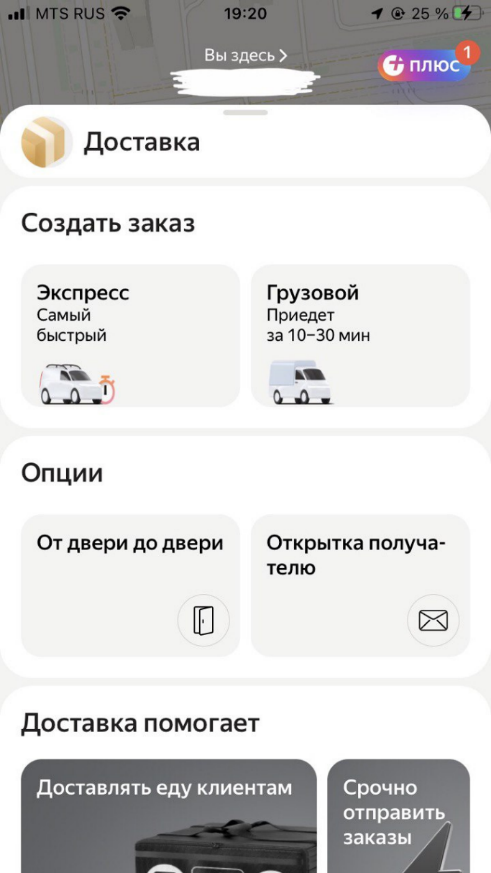 MTS RUS 19:20 25 %
Вы здесь
плюс 1
Доставка
Создать заказ
Экспресс
Самый
быстрый
Грузовой
Приедет
за 10–30 мин
Опции
От двери до двери
Открытка получа-
телю
Доставка помогает
Доставлять еду клиентам
Срочно
отправить
заказы